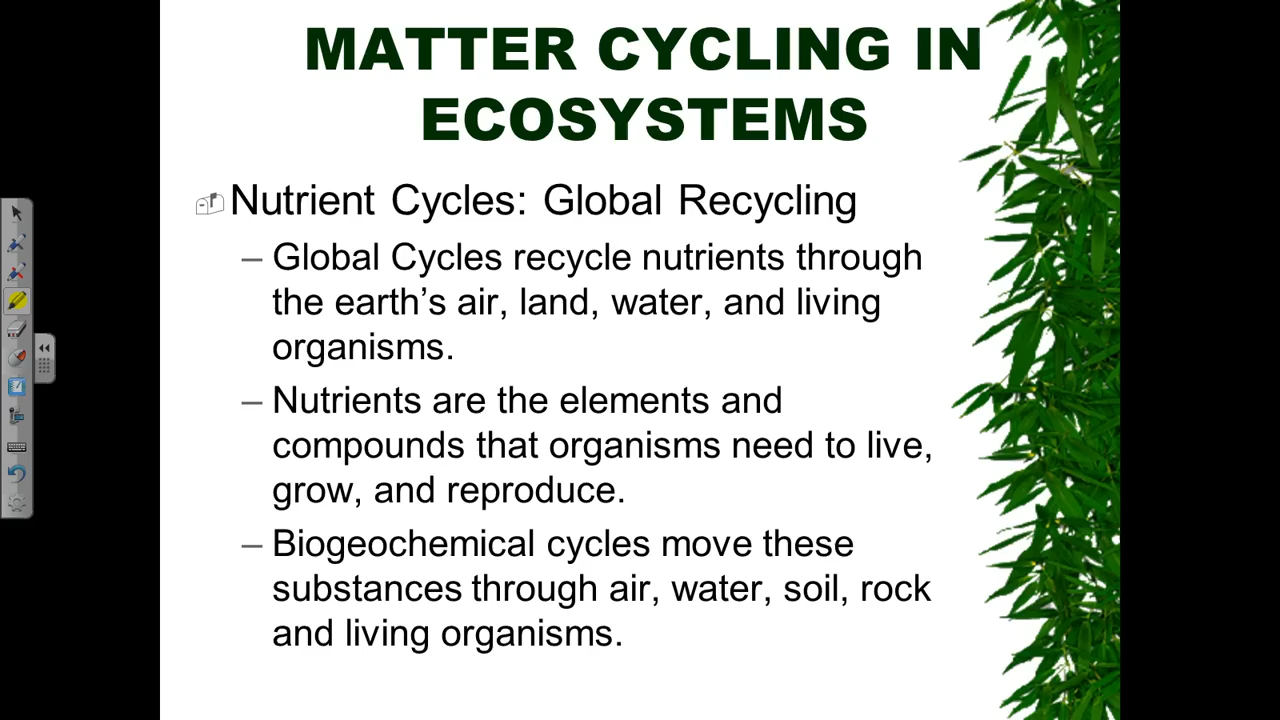 MATTER CYCLING IN
ECOSYSTEMS
Nutrient Cycles: Global Recycling
– Global Cycles recycle nutrients through
the earth’s air, land, water, and living
organisms.
– Nutrients are the elements and
compounds that organisms need to live,
grow, and reproduce.
– Biogeochemical cycles move these
substances through air, water, soil, rock
and living organisms.